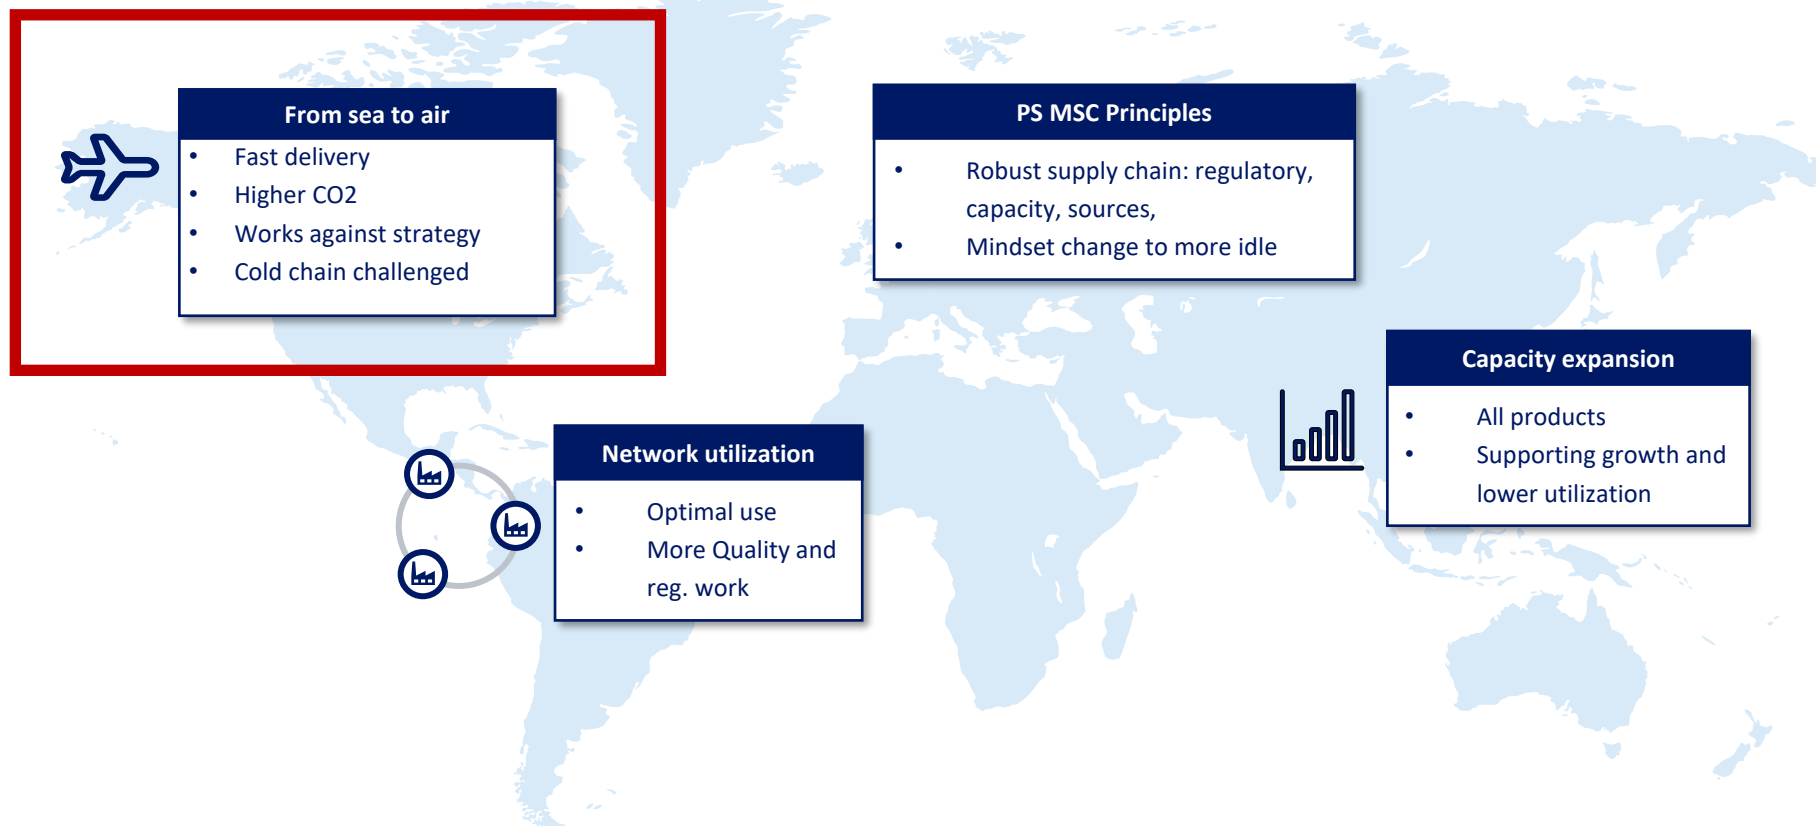 From sea to air
• Fast delivery
• Higher CO2
• Works against strategy
• Cold chain challenged
PS MSC Principles
• Robust supply chain: regulatory,
capacity, sources,
• Mindset change to more idle
Network utilization
• Optimal use
• More Quality and
reg. work
Capacity expansion
• All products
• Supporting growth and
lower utilization